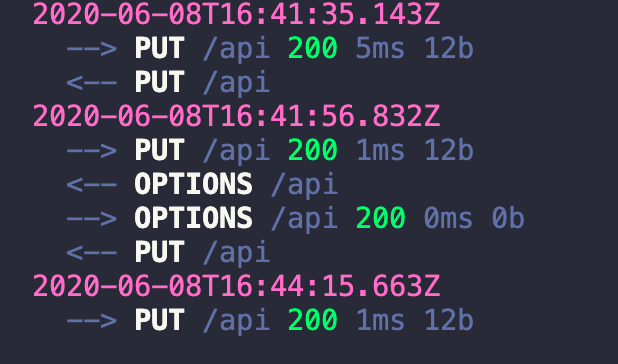 2020-06-08T16:41:35.143Z
--> PUT /api 200 5ms 12b
<-- PUT /api
2020-06-08T16:41:56.832Z
--> PUT /api 200 1ms 12b
<-- OPTIONS /api
--> OPTIONS /api 200 0ms 0b
<-- PUT /api
2020-06-08T16:44:15.663Z
--> PUT /api 200 1ms 12b